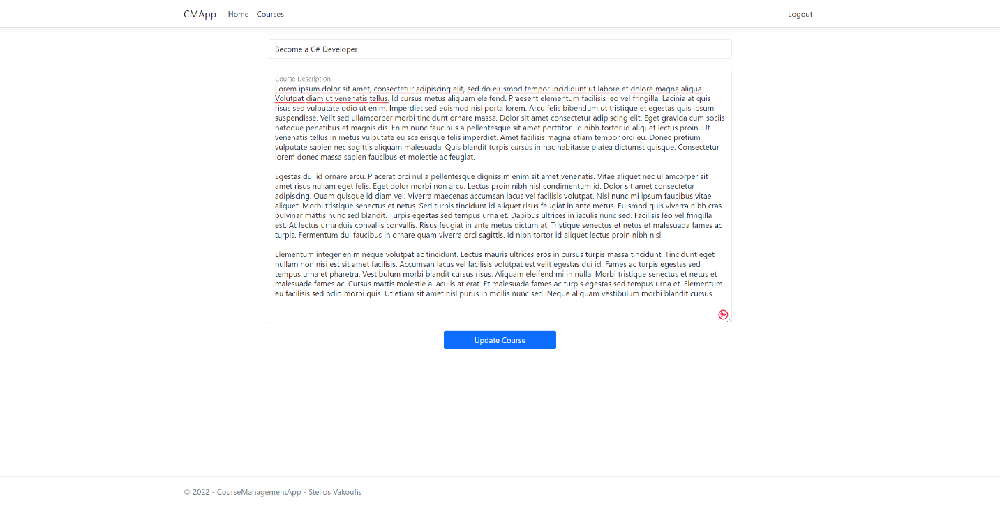 CMApp Home Courses Logout
Become a C# Developer
Course Description
Lorem ipsum dolor sit amet, consectetur adipiscing elit, sed do eiusmod tempor incididunt ut labore et dolore magna aliqua.
Volutpat diam ut venenatis tellus. Id cursus metus aliquam eleifend. Praesent elementum facilisis leo vel fringilla. Lacinia at quis
risus sed vulputate odio ut enim. Imperdiet sed euismod nisi porta lorem. Arcu felis bibendum ut tristique et egestas quis ipsum
suspendisse. Velit sed ullamcorper morbi tincidunt ornare massa. Dolor sit amet consectetur adipiscing elit. Eget gravida cum sociis
natoque penatibus et magnis dis. Enim nunc faucibus a pellentesque sit amet porttitor. Id nibh tortor id aliquet lectus proin. Ut
venenatis tellus in metus vulputate eu scelerisque felis imperdiet. Amet facilisis magna etiam tempor orci eu. Donec pretium
vulputate sapien nec sagittis aliquam malesuada. Quis blandit turpis cursus in hac habitasse platea dictumst quisque. Consectetur
lorem donec massa sapien faucibus et molestie ac feugiat.
Egestas dui id ornare arcu. Placerat orci nulla pellentesque dignissim enim sit amet venenatis. Vitae aliquet nec ullamcorper sit
amet risus nullam eget felis. Eget dolor morbi non arcu. Lectus proin nibh nisl condimentum id. Dolor sit amet consectetur
adipiscing. Quam quisque id diam vel. Viverra maecenas accumsan lacus vel facilisis volutpat. Nisl nunc mi ipsum faucibus vitae
aliquet. Morbi tristique senectus et netus. Sed turpis tincidunt id aliquet risus feugiat in ante metus. Euismod quis viverra nibh cras
pulvinar mattis nunc sed blandit. Turpis egestas sed tempus urna et. Dapibus ultrices in iaculis nunc sed. Facilisis leo vel fringilla
est. At lectus urna duis convallis convallis. Risus feugiat in ante metus dictum at. Tristique senectus et netus et malesuada fames ac
turpis. Fermentum dui faucibus in ornare quam viverra orci sagittis. Id nibh tortor id aliquet lectus proin nibh nisl.
Elementum integer enim neque volutpat ac tincidunt. Lectus mauris ultrices eros in cursus turpis massa tincidunt. Tincidunt eget
nullam non nisi est sit amet facilisis. Accumsan lacus vel facilisis volutpat est velit egestas dui id. Fames ac turpis egestas sed
tempus urna et pharetra. Vestibulum morbi blandit cursus risus. Aliquam eleifend mi in nulla. Morbi tristique senectus et netus et
malesuada fames ac. Cursus mattis molestie a iaculis at erat. Et malesuada fames ac turpis egestas sed tempus urna et. Elementum
eu facilisis sed odio morbi quis. Ut etiam sit amet nisl purus in mollis nunc sed. Neque aliquam vestibulum morbi blandit cursus.
9+
Update Course
© 2022 - CourseManagementApp - Stelios Vakoufis